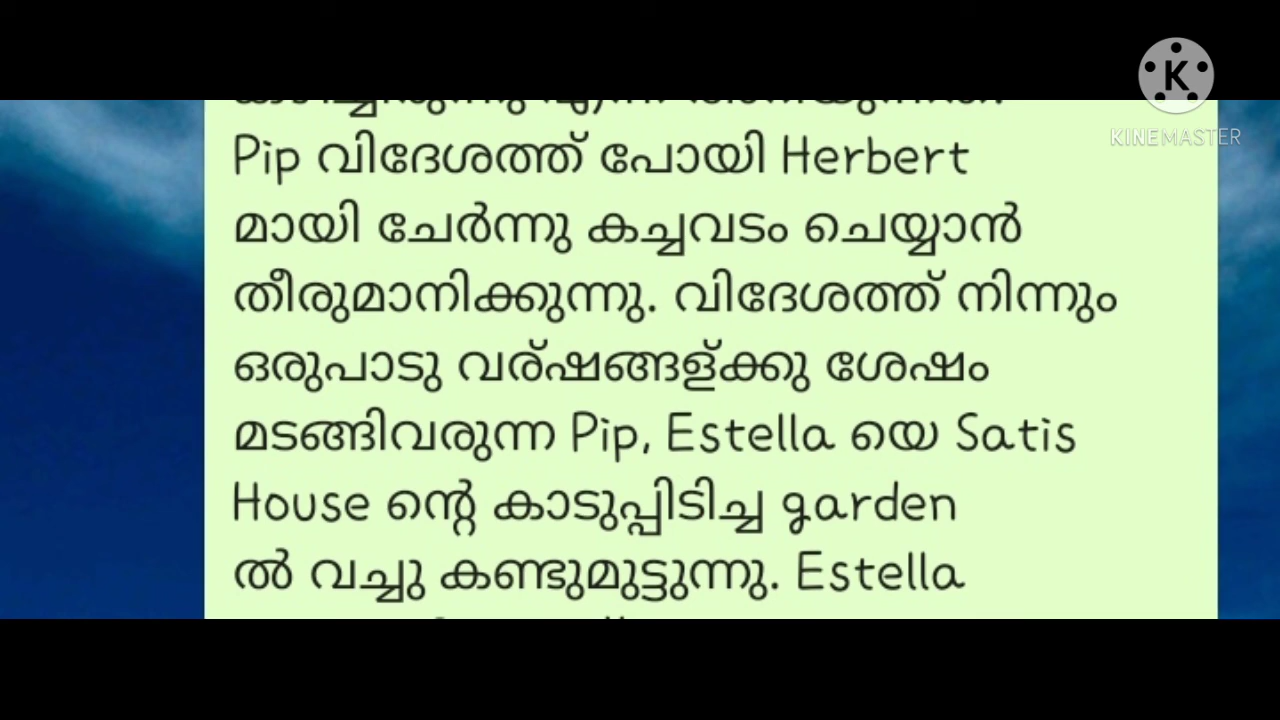 KINEMASTER
Pip വിദേശത്ത് പോയി Herbert
മായി ചേർന്നു കച്ചവടം ചെയ്യാൻ
തീരുമാനിക്കുന്നു. വിദേശത്ത് നിന്നും
ഒരുപാടു വര്ഷങ്ങള്ക്കു ശേഷം
മടങ്ങിവരുന്ന Pip, Estella യെ Satis
House ന്റെ കാടുപ്പിടിച്ച garden
ൽ വച്ചു കണ്ടുമുട്ടുന്നു. Estella